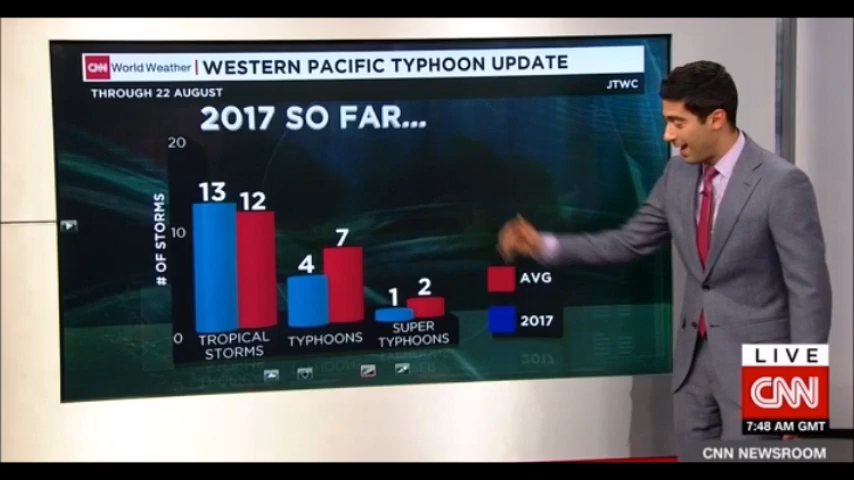 CNN World Weather | WESTERN PACIFIC TYPHOON UPDATE
THROUGH 22 AUGUST
JTWC
2017 SO FAR...
20
10
0
# OF STORMS
13
12
4
7
1
2
TROPICAL STORMS
TYPHOONS
SUPER TYPHOONS
AVG
2017
LIVE
CNN
7:48 AM GMT
CNN NEWSROOM